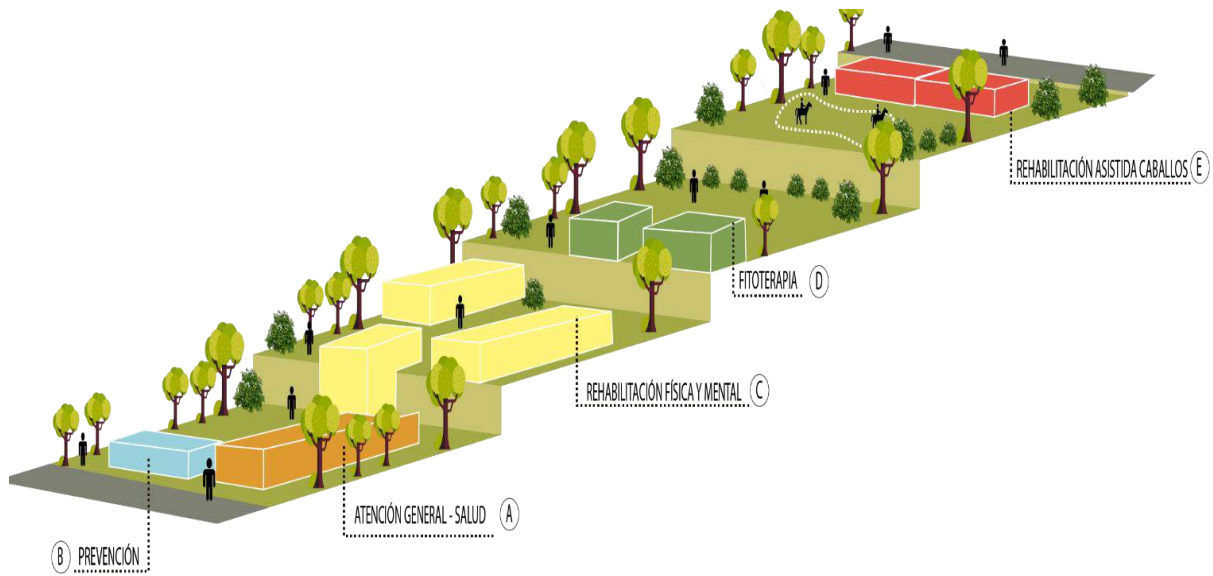 REHABILITACIÓN ASISTIDA CABALLOS E
FITOTERAPIA D
REHABILITACIÓN FÍSICA Y MENTAL C
ATENCIÓN GENERAL - SALUD A
B PREVENCIÓN